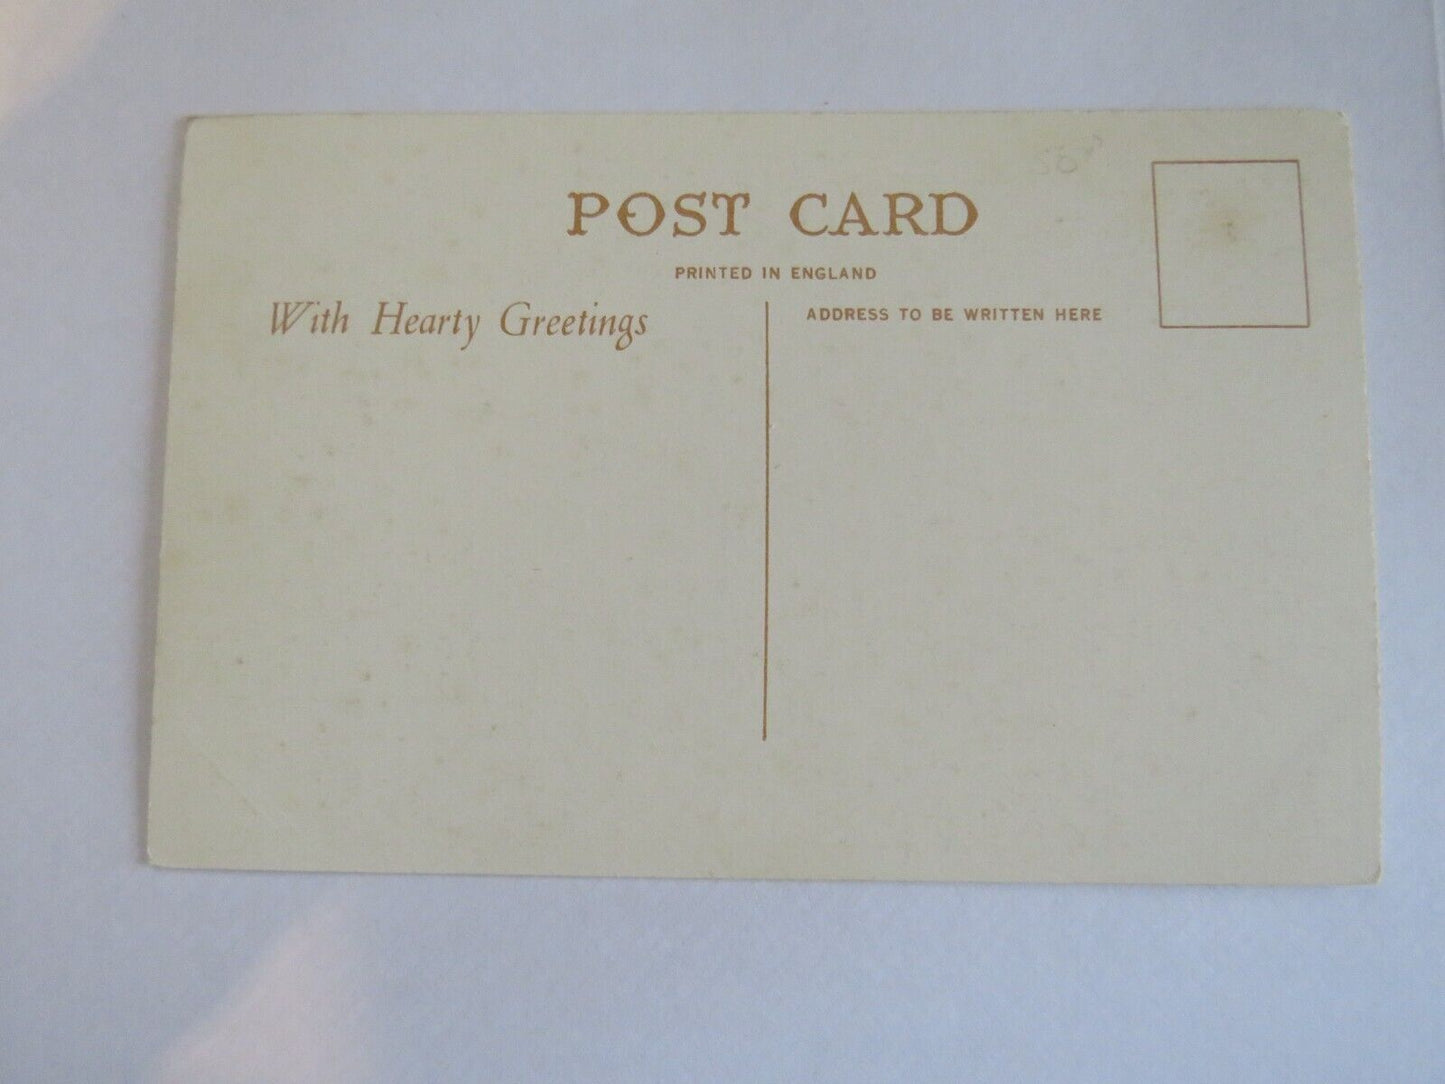 POST CARD
PRINTED IN ENGLAND
With Hearty Greetings
ADDRESS TO BE WRITTEN HERE